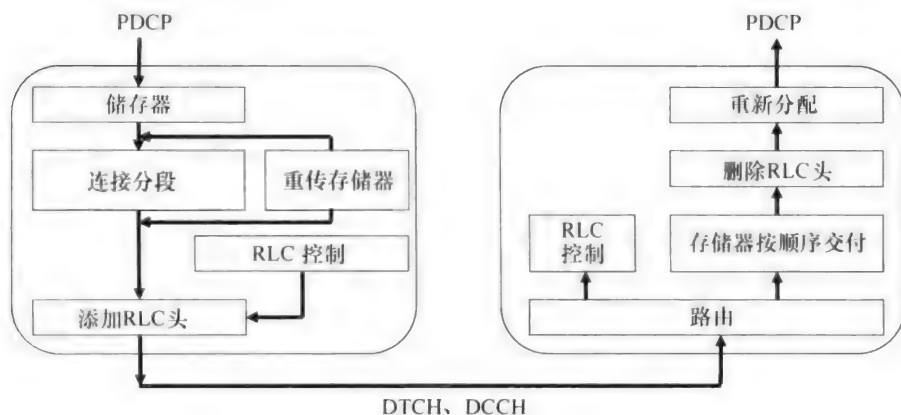 PDCP
储存器
连接分段
重传存储器
RLC 控制
添加RLC头
PDCP
重新分配
删除RLC头
RLC
控制
存储器按顺序交付
路由
DTCH、DCCH